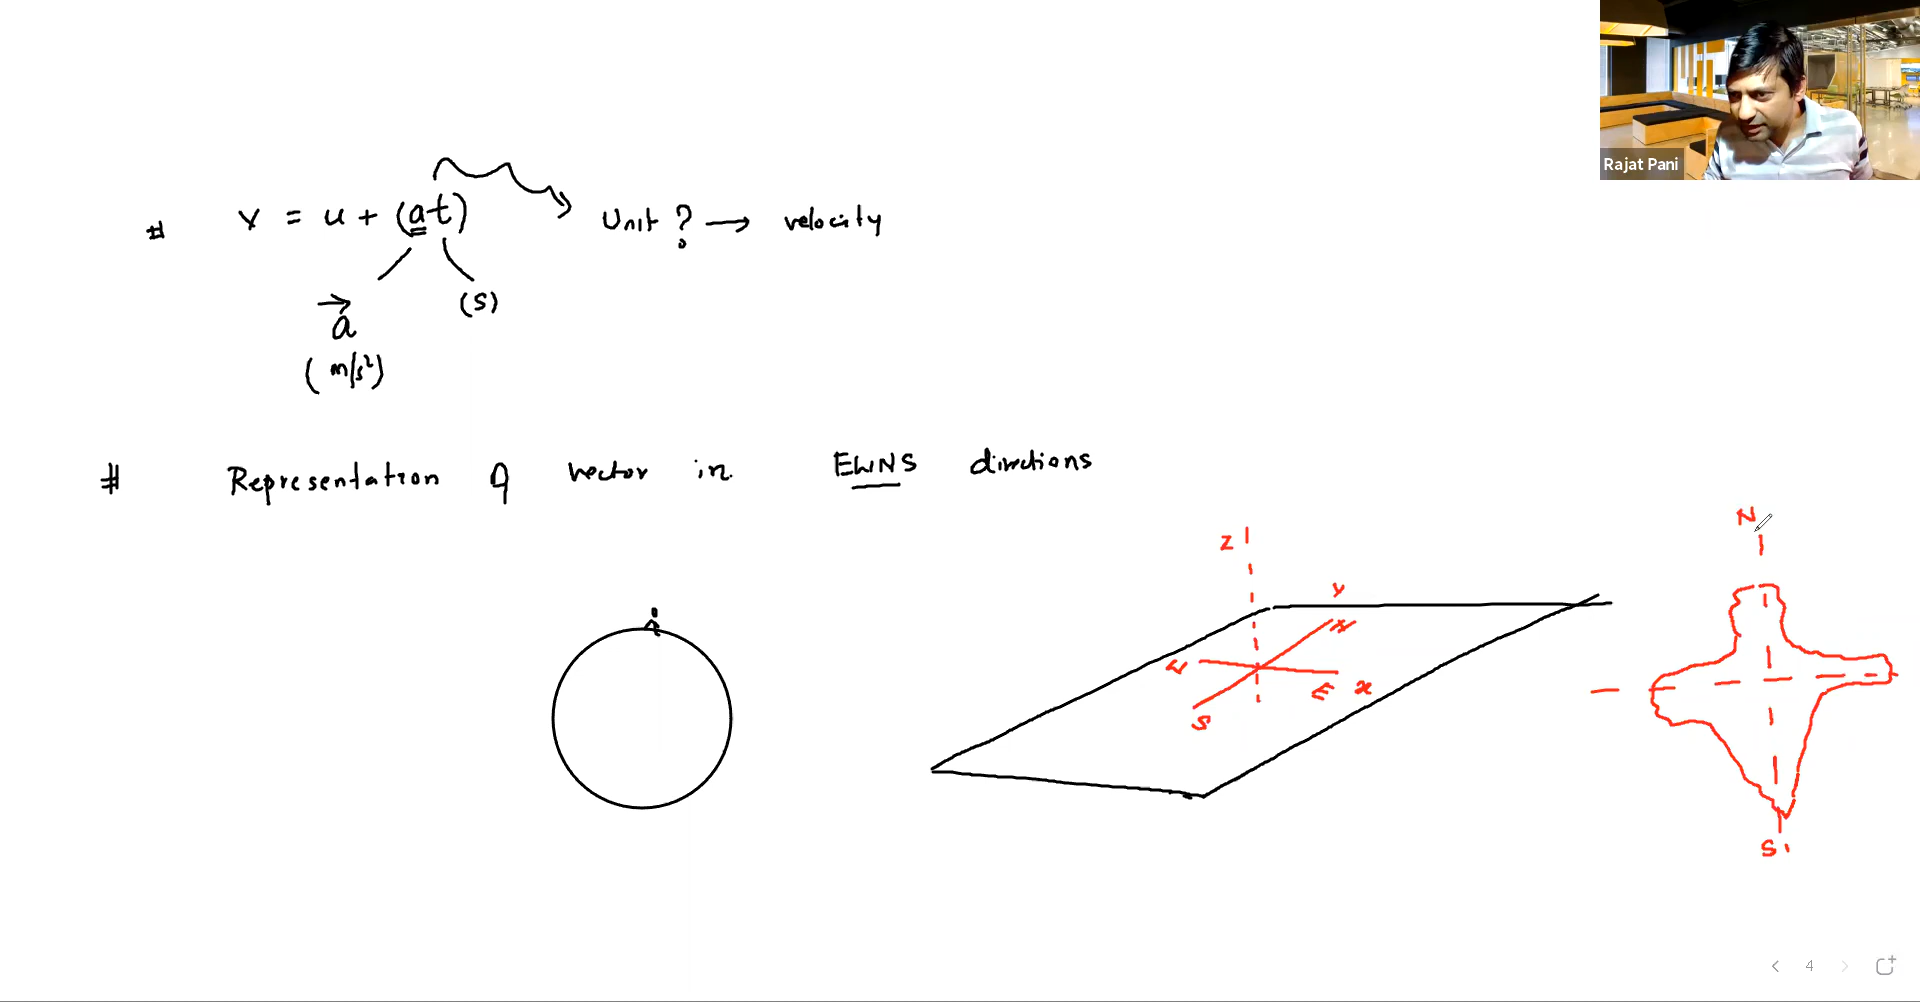 Rajat Pani
# v = u + (at) Unit ? → velocity
a⃗ (s)
(m/s²)
# Representation of vector in EWNS directions
N
Z
Y
N
W
E x
S
S
4